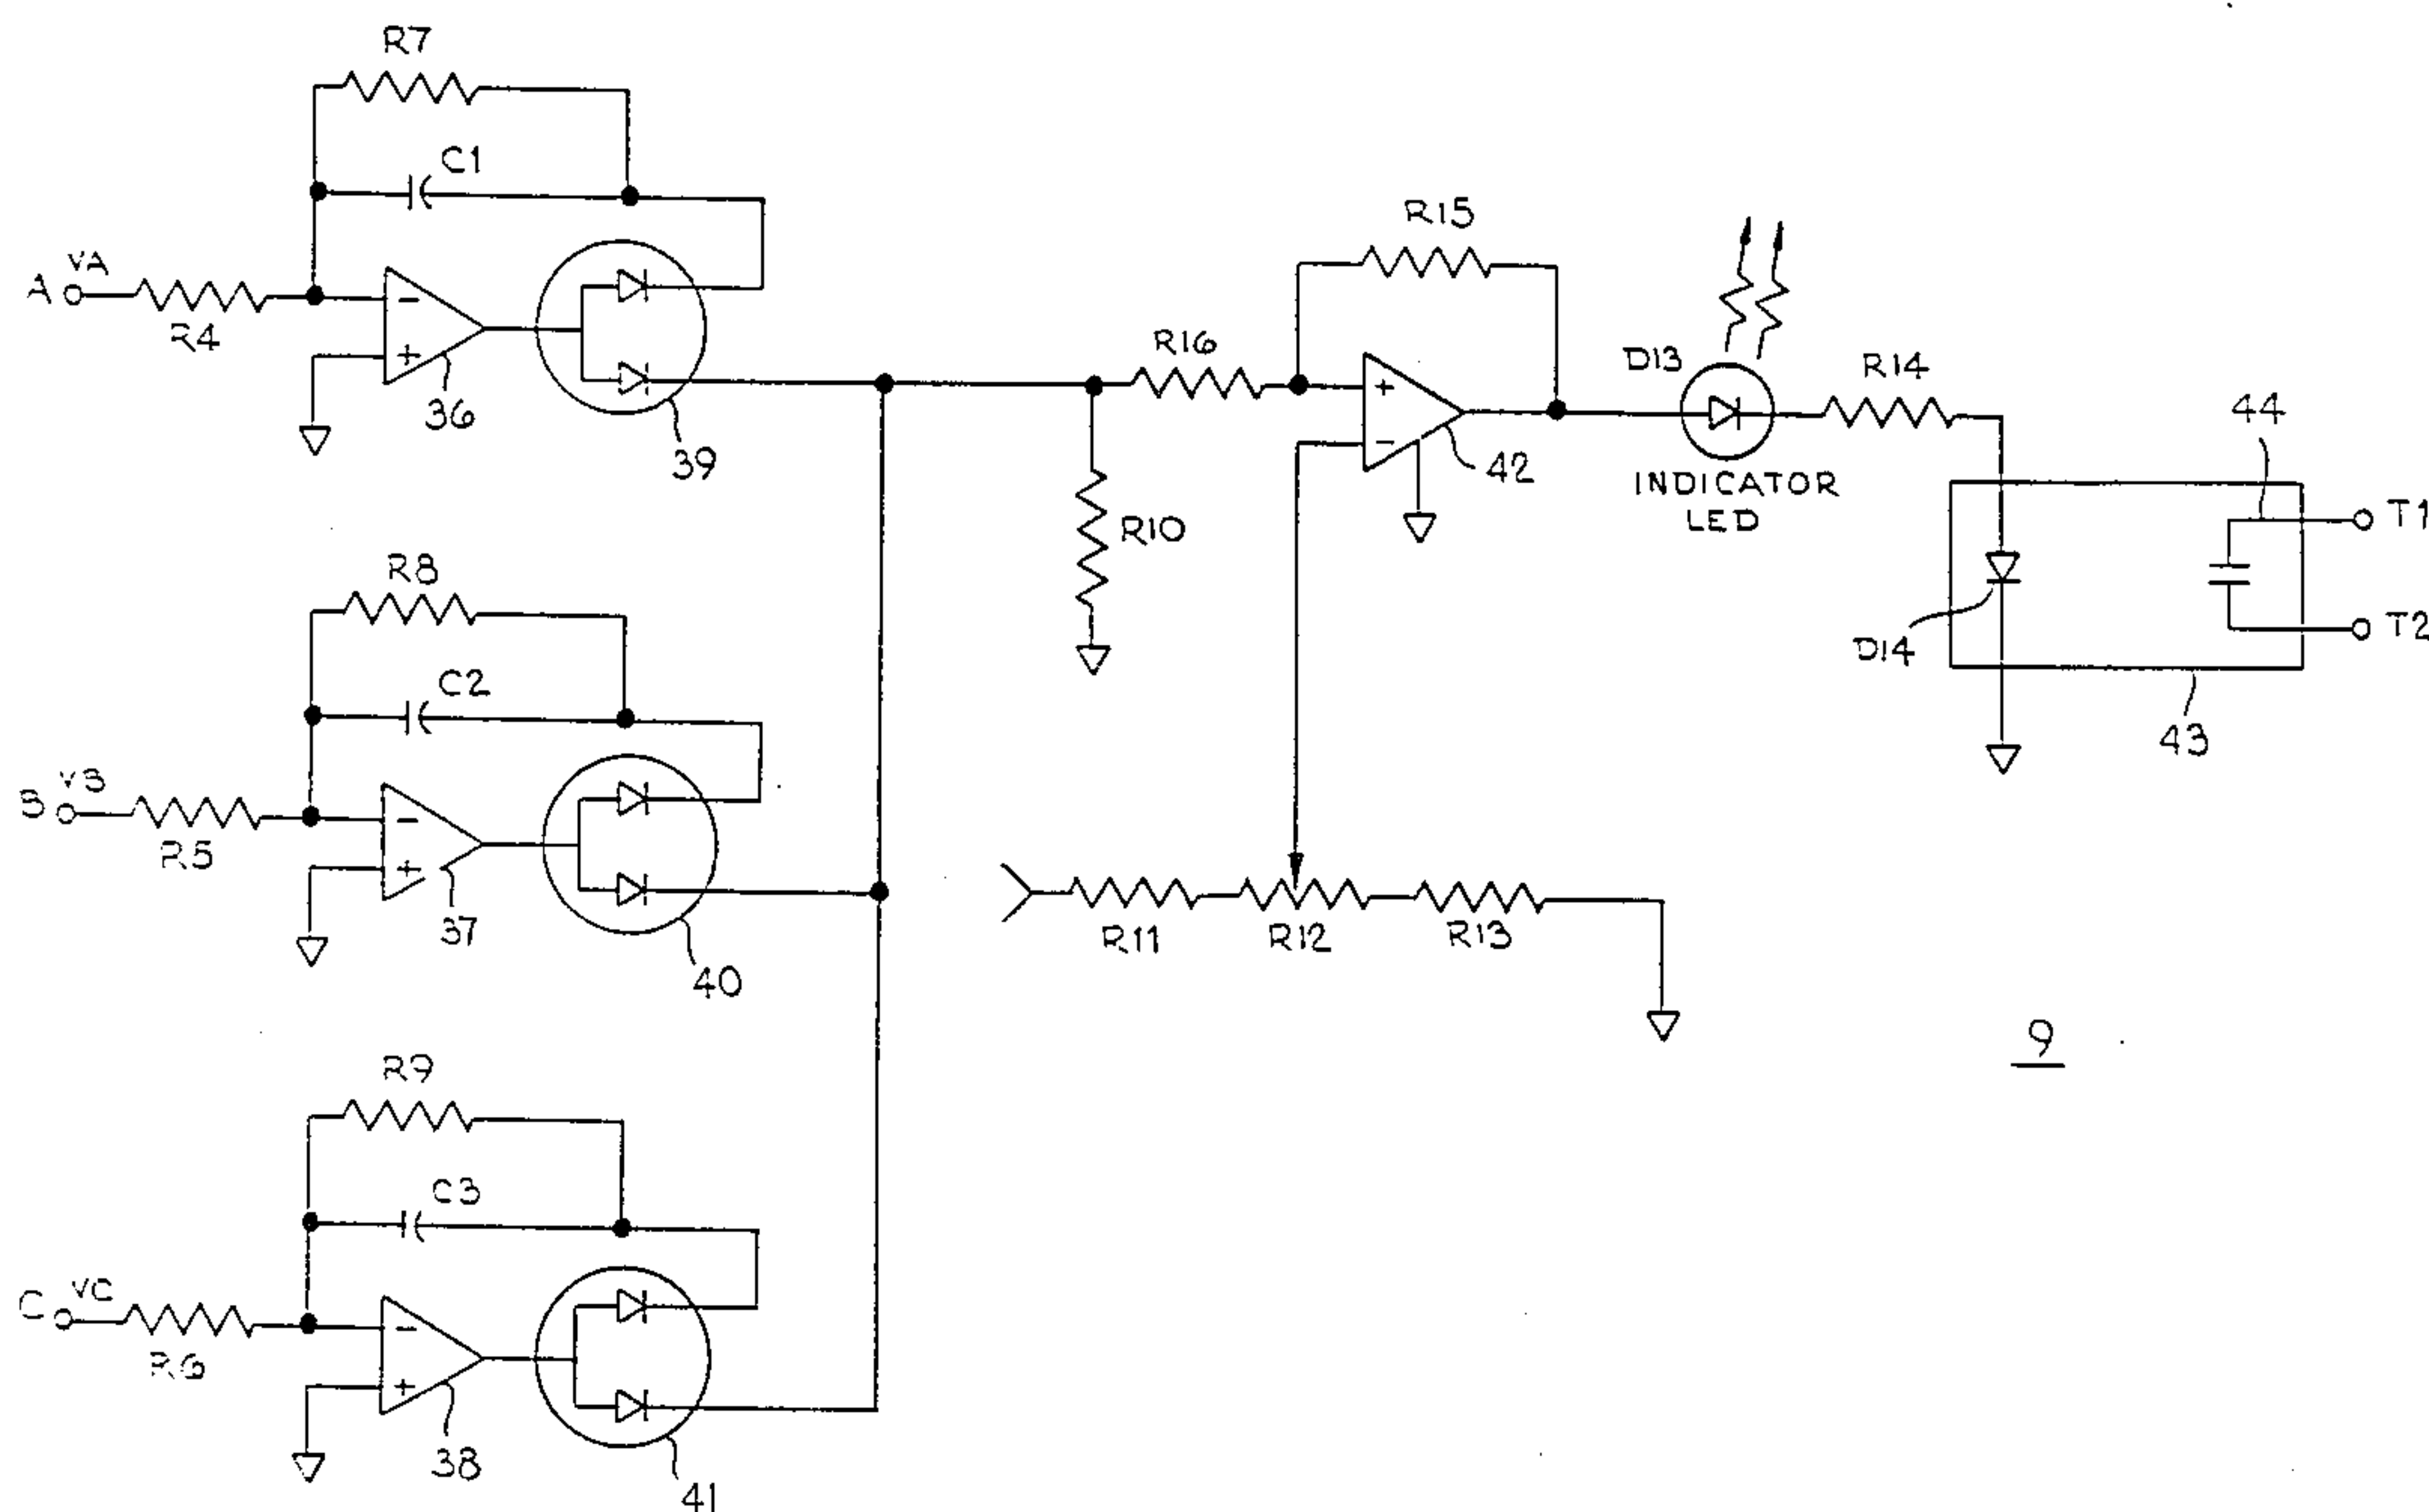 R7
C1
A
VA
R4
-
+
36
39
R8
C2
B
VB
R5
-
+
37
40
R9
C3
C
VC
R6
-
+
38
41
R16
R15
+
-
42
R10
R11
R12
R13
D13
INDICATOR
LED
R14
44
T1
T2
D14
43
9